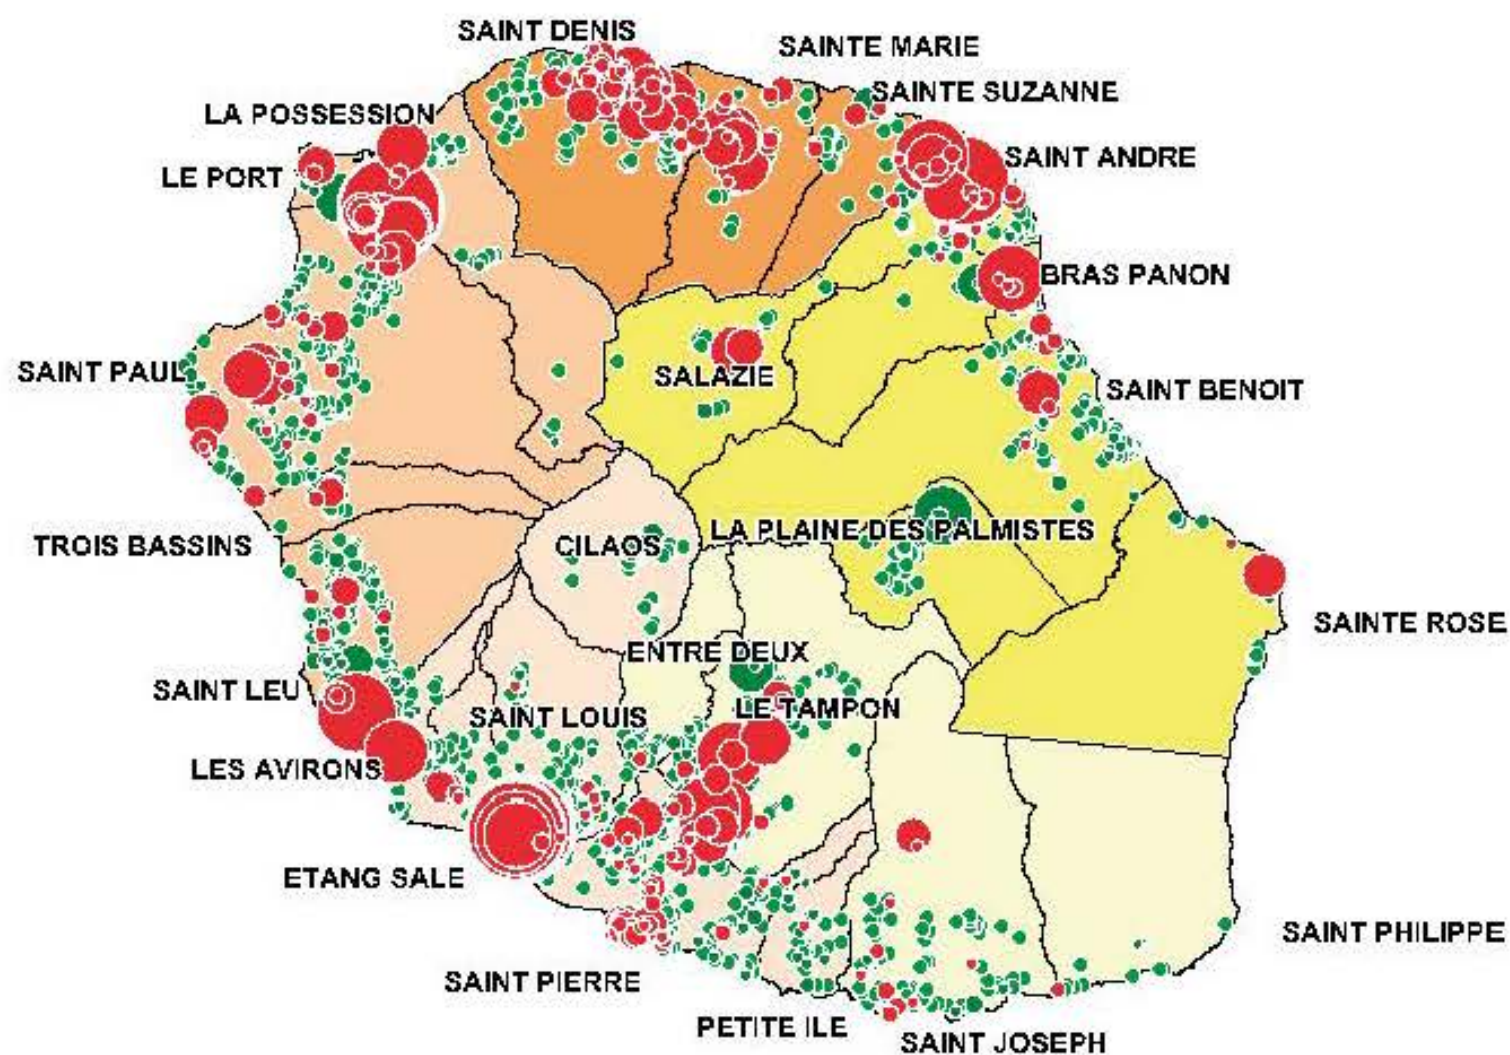 SAINT DENIS
SAINTE MARIE
SAINTE SUZANNE
LA POSSESSION
SAINT ANDRE
LE PORT
BRAS PANON
SAINT PAUL
SALAZIE
SAINT BENOIT
LA PLAINE DES PALMISTES
TROIS BASSINS
CILAOS
SAINTE ROSE
ENTRE DEUX
SAINT LEU
LE TAMPON
SAINT LOUIS
LES AVIRONS
ETANG SALE
SAINT PHILIPPE
SAINT PIERRE
PETITE ILE
SAINT JOSEPH